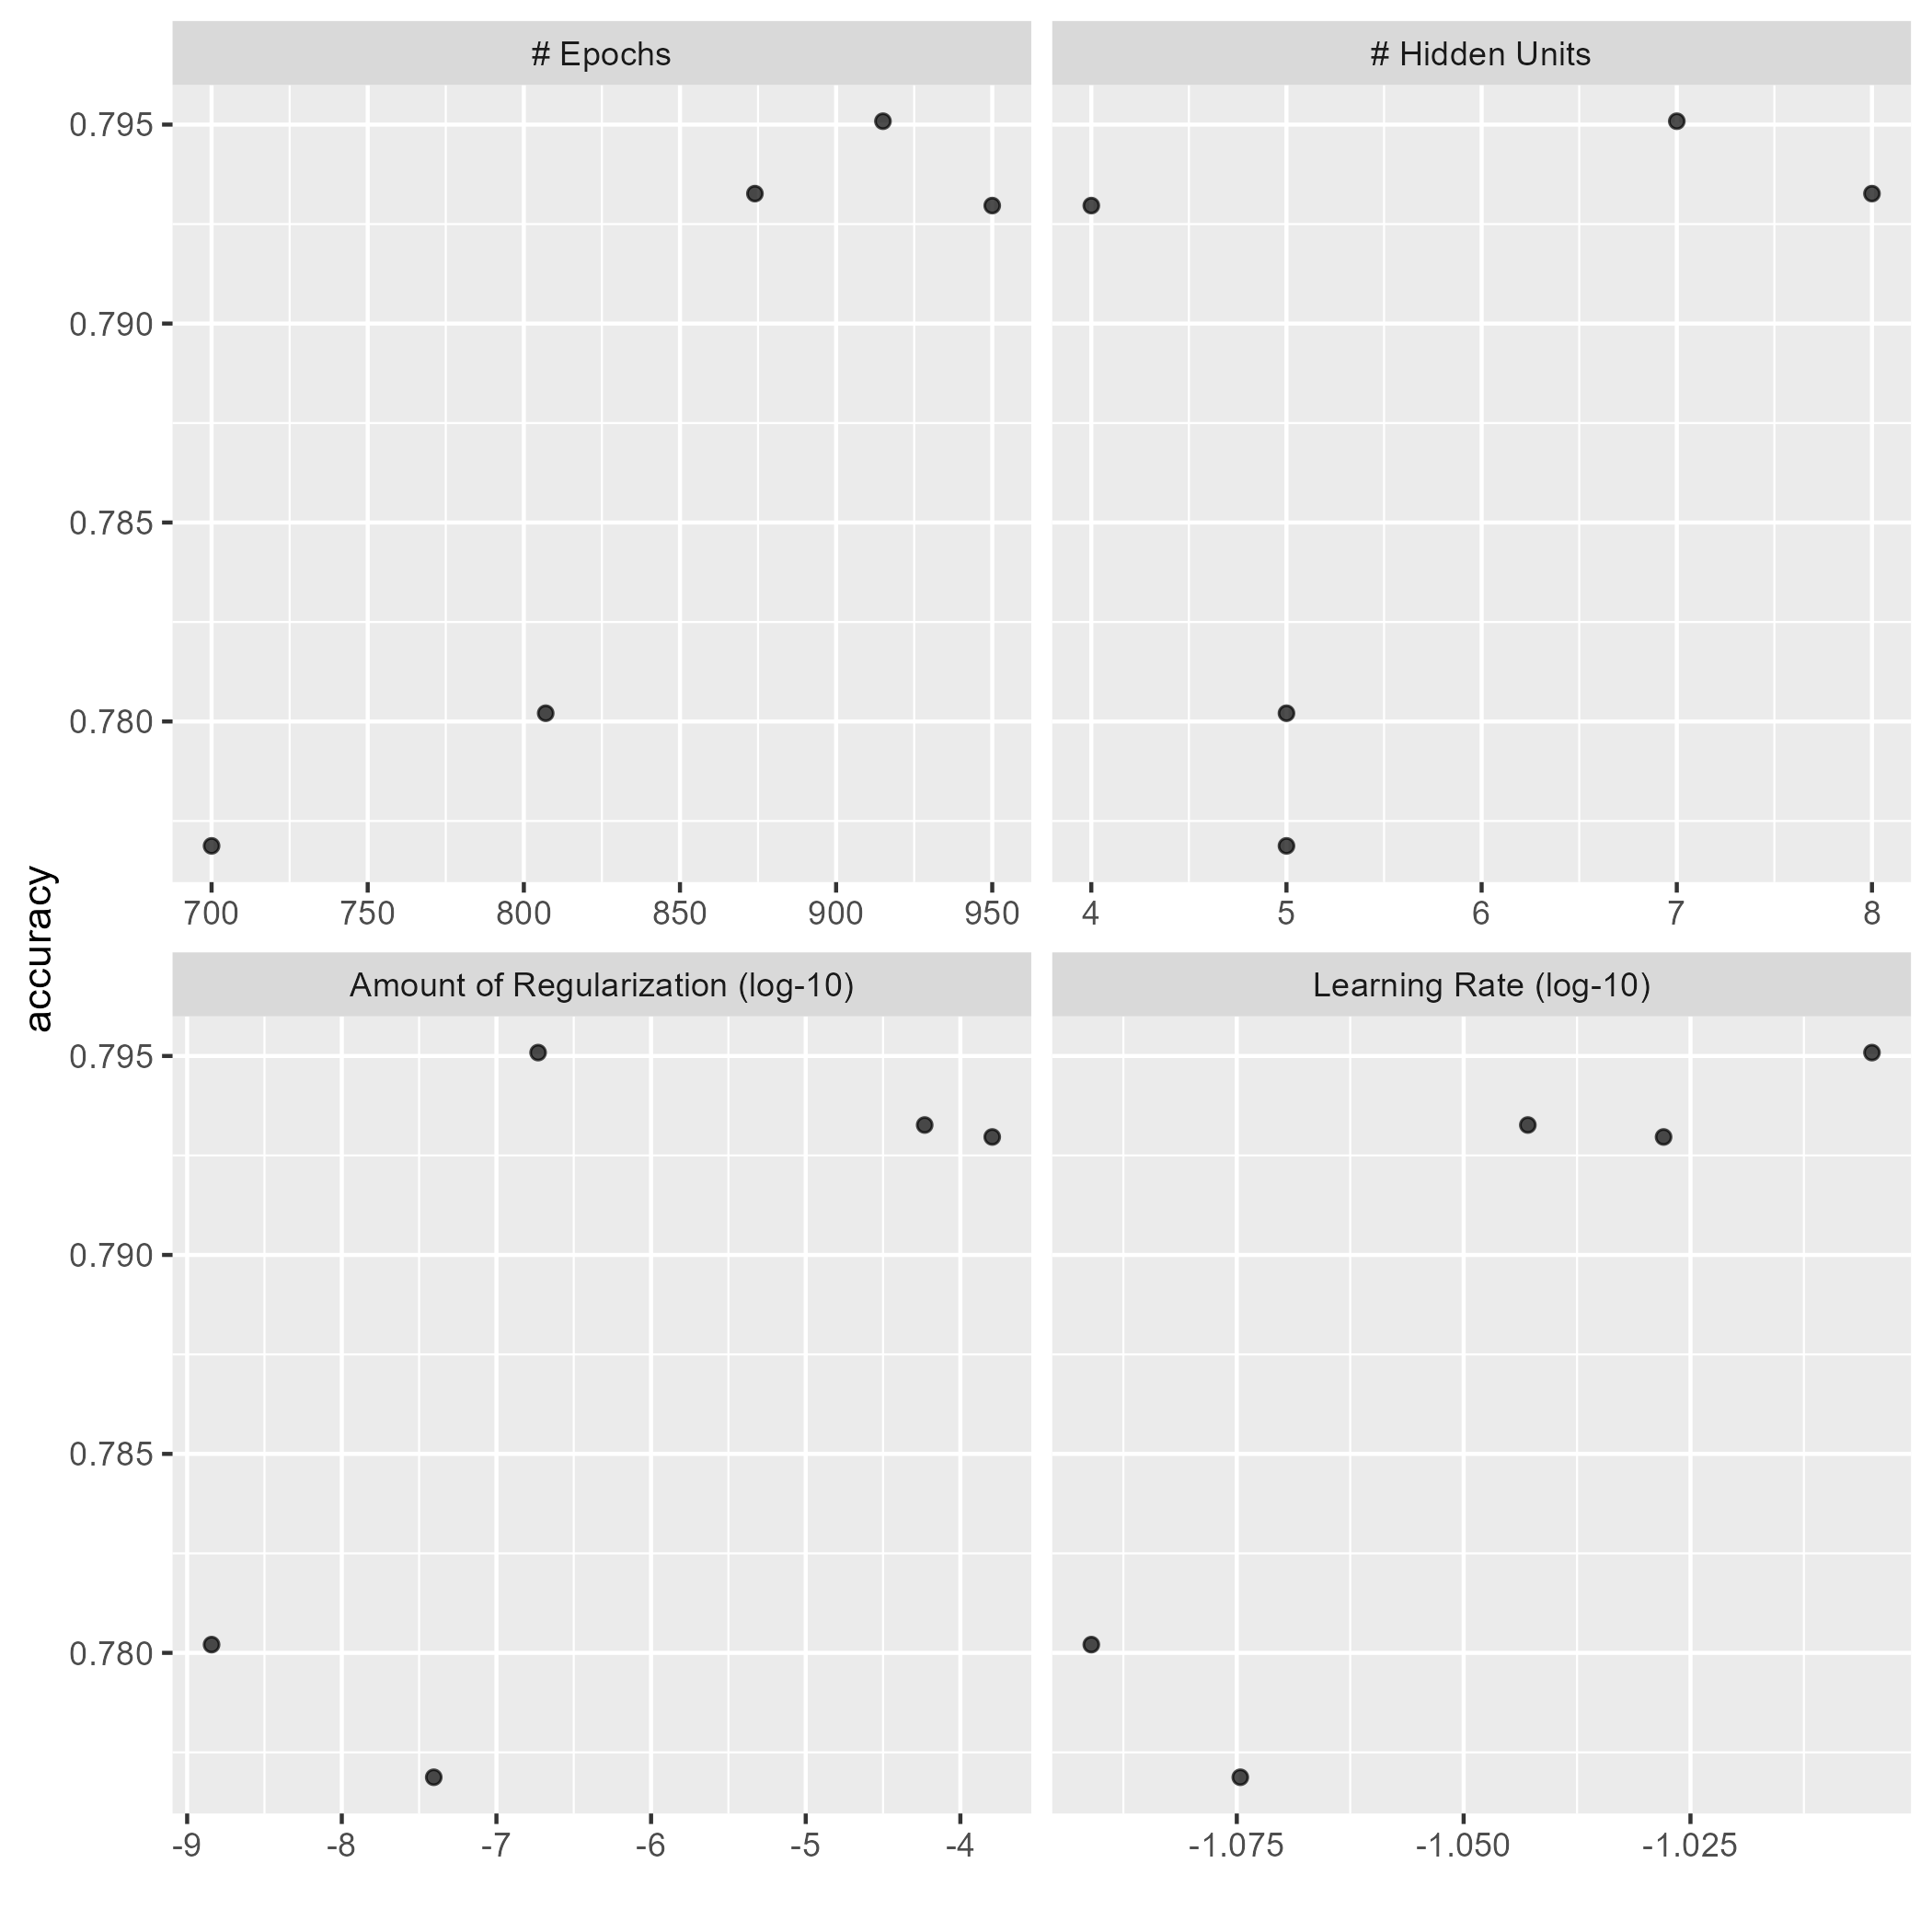 # Epochs
# Hidden Units
0.795
0.790
0.785
0.780
700 750 800 850 900 950
4 5 6 7 8
accuracy
Amount of Regularization (log-10)
Learning Rate (log-10)
0.795
0.790
0.785
0.780
-9 -8 -7 -6 -5 -4
-1.075 -1.050 -1.025